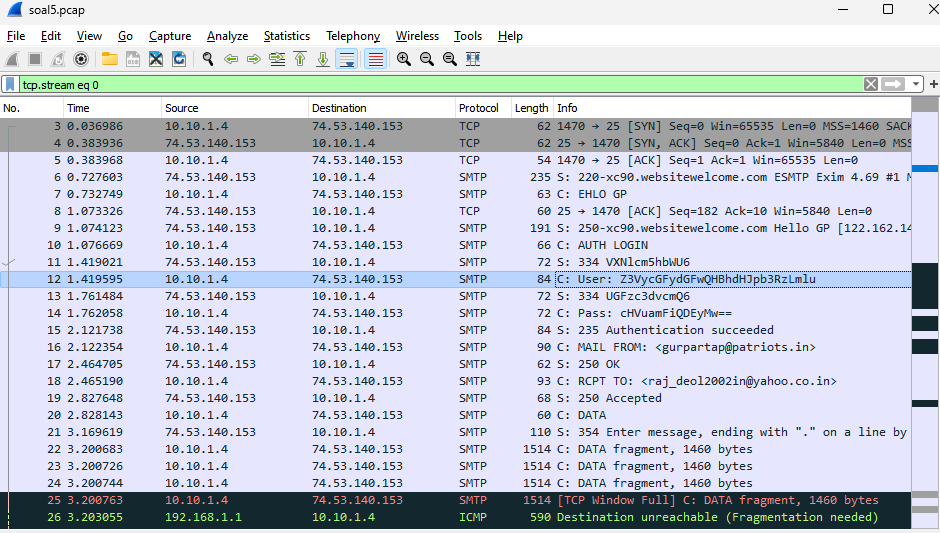 soal5.pcap
File Edit View Go Capture Analyze Statistics Telephony Wireless Tools Help
tcp.stream eq 0
No. Time Source Destination Protocol Length Info
3 0.036986 10.10.1.4 74.53.140.153 TCP 62 1470 → 25 [SYN] Seq=0 Win=65535 Len=0 MSS=1460 SACK
4 0.383936 74.53.140.153 10.10.1.4 TCP 62 25 → 1470 [SYN, ACK] Seq=0 Ack=1 Win=5840 Len=0 MSS
5 0.383968 10.10.1.4 74.53.140.153 TCP 54 1470 → 25 [ACK] Seq=1 Ack=1 Win=65535 Len=0
6 0.727603 74.53.140.153 10.10.1.4 SMTP 235 S: 220-xc90.websitewelcome.com ESMTP Exim 4.69 #1 M
7 0.732749 10.10.1.4 74.53.140.153 SMTP 63 C: EHLO GP
8 1.073326 74.53.140.153 10.10.1.4 TCP 60 25 → 1470 [ACK] Seq=182 Ack=10 Win=5840 Len=0
9 1.074123 74.53.140.153 10.10.1.4 SMTP 191 S: 250-xc90.websitewelcome.com Hello GP [122.162.14
10 1.076669 10.10.1.4 74.53.140.153 SMTP 66 C: AUTH LOGIN
11 1.419021 74.53.140.153 10.10.1.4 SMTP 72 S: 334 VXNlcm5hbWU6
12 1.419595 10.10.1.4 74.53.140.153 SMTP 84 C: User: Z3VycGFydGFwQHBhdHJpb3RzLmlu
13 1.761484 74.53.140.153 10.10.1.4 SMTP 72 S: 334 UGFzc3dvcmQ6
14 1.762058 10.10.1.4 74.53.140.153 SMTP 72 C: Pass: cHVuamFiQDEyMw==
15 2.121738 74.53.140.153 10.10.1.4 SMTP 84 S: 235 Authentication succeeded
16 2.122354 10.10.1.4 74.53.140.153 SMTP 90 C: MAIL FROM: <gurpartap@patriots.in>
17 2.464705 74.53.140.153 10.10.1.4 SMTP 62 S: 250 OK
18 2.465190 10.10.1.4 74.53.140.153 SMTP 93 C: RCPT TO: <raj_deol2002in@yahoo.co.in>
19 2.827648 74.53.140.153 10.10.1.4 SMTP 68 S: 250 Accepted
20 2.828143 10.10.1.4 74.53.140.153 SMTP 60 C: DATA
21 3.169619 74.53.140.153 10.10.1.4 SMTP 110 S: 354 Enter message, ending with "." on a line by
22 3.200683 10.10.1.4 74.53.140.153 SMTP 1514 C: DATA fragment, 1460 bytes
23 3.200726 10.10.1.4 74.53.140.153 SMTP 1514 C: DATA fragment, 1460 bytes
24 3.200744 10.10.1.4 74.53.140.153 SMTP 1514 C: DATA fragment, 1460 bytes
25 3.200763 10.10.1.4 74.53.140.153 SMTP 1514 [TCP Window Full] C: DATA fragment, 1460 bytes
26 3.203055 192.168.1.1 10.10.1.4 ICMP 590 Destination unreachable (Fragmentation needed)